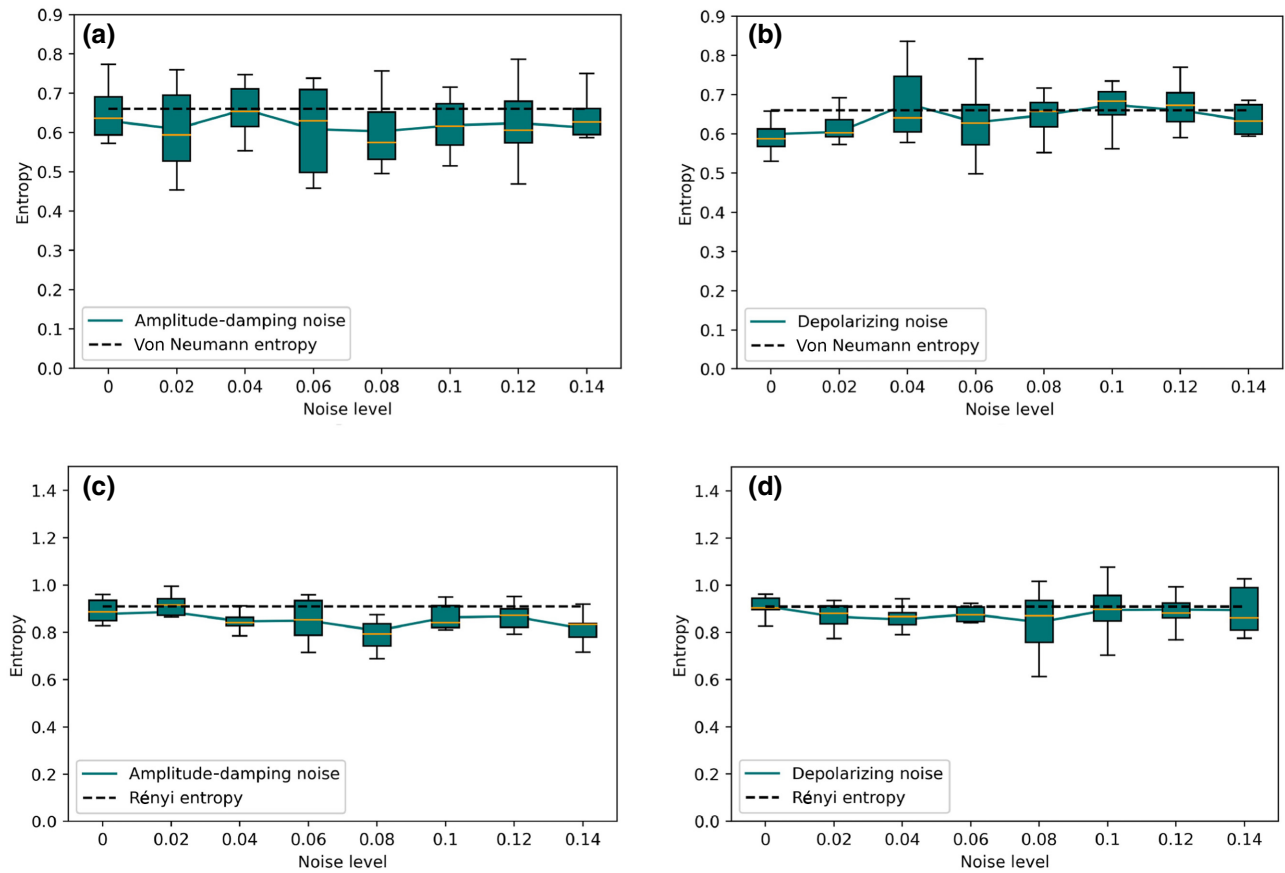 (a)
0.9
0.8
0.7
0.6
0.5
0.4
0.3
0.2
0.1
0.0
Entropy
Amplitude-damping noise
Von Neumann entropy
0 0.02 0.04 0.06 0.08 0.1 0.12 0.14
Noise level
(b)
0.9
0.8
0.7
0.6
0.5
0.4
0.3
0.2
0.1
0.0
Entropy
Depolarizing noise
Von Neumann entropy
0 0.02 0.04 0.06 0.08 0.1 0.12 0.14
Noise level
(c)
1.4
1.2
1.0
0.8
0.6
0.4
0.2
0.0
Entropy
Amplitude-damping noise
Rényi entropy
0 0.02 0.04 0.06 0.08 0.1 0.12 0.14
Noise level
(d)
1.4
1.2
1.0
0.8
0.6
0.4
0.2
0.0
Entropy
Depolarizing noise
Rényi entropy
0 0.02 0.04 0.06 0.08 0.1 0.12 0.14
Noise level